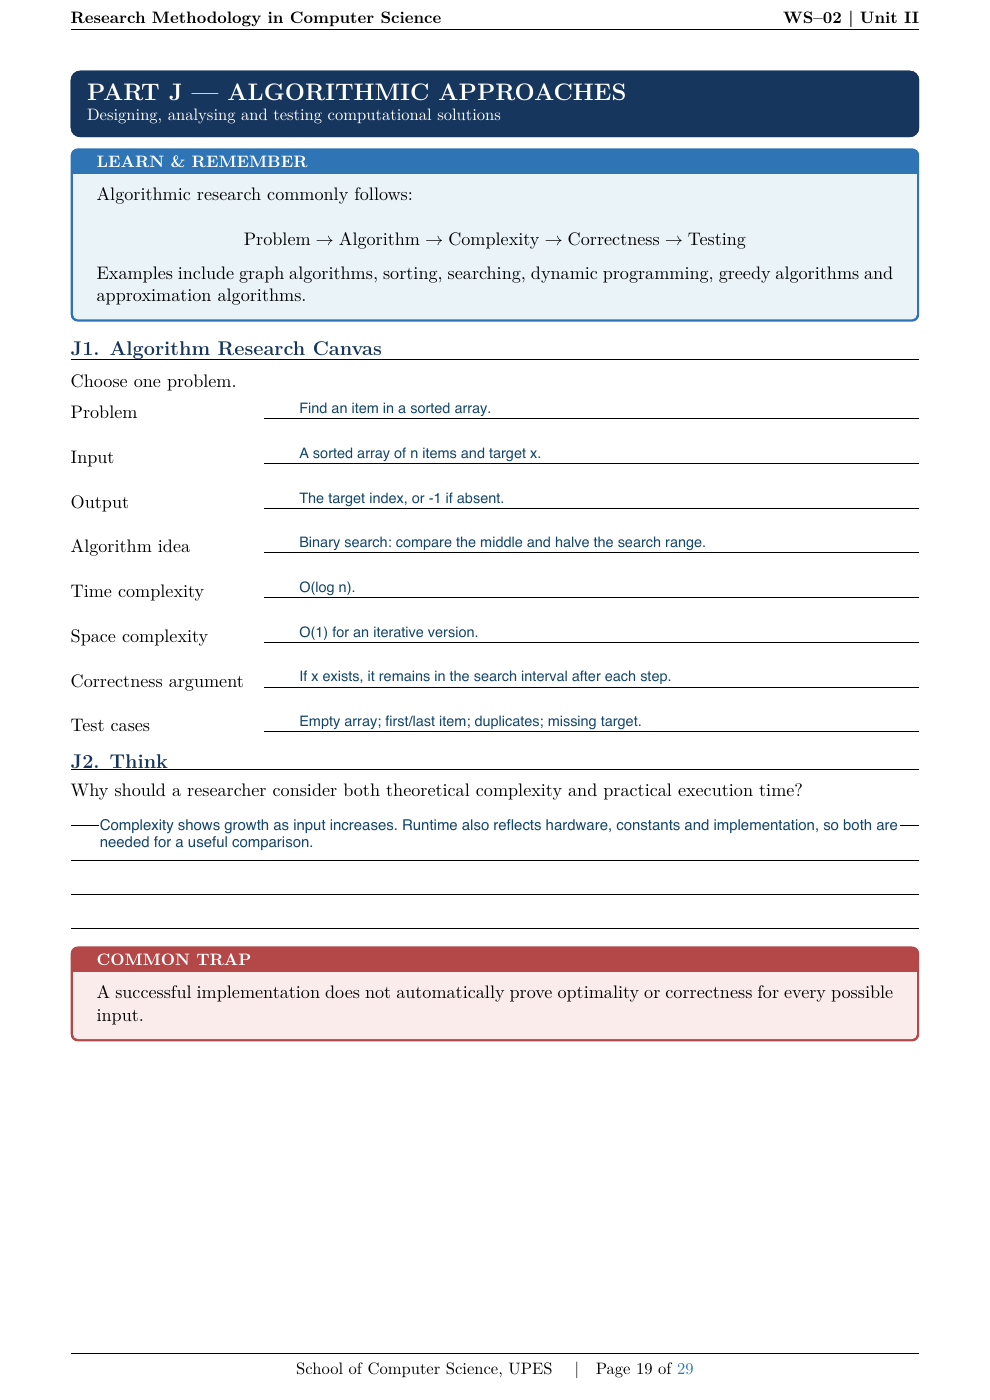 Research Methodology in Computer Science WS–02 | Unit II
PART J — ALGORITHMIC APPROACHES
Designing, analysing and testing computational solutions
LEARN & REMEMBER
Algorithmic research commonly follows:
Problem → Algorithm → Complexity → Correctness → Testing
Examples include graph algorithms, sorting, searching, dynamic programming, greedy algorithms and
approximation algorithms.
J1. Algorithm Research Canvas
Choose one problem.
Problem Find an item in a sorted array.
Input A sorted array of n items and target x.
Output The target index, or -1 if absent.
Algorithm idea Binary search: compare the middle and halve the search range.
Time complexity O(log n).
Space complexity O(1) for an iterative version.
Correctness argument If x exists, it remains in the search interval after each step.
Test cases Empty array; first/last item; duplicates; missing target.
J2. Think
Why should a researcher consider both theoretical complexity and practical execution time?
Complexity shows growth as input increases. Runtime also reflects hardware, constants and implementation, so both are
needed for a useful comparison.
COMMON TRAP
A successful implementation does not automatically prove optimality or correctness for every possible
input.
School of Computer Science, UPES | Page 19 of 29